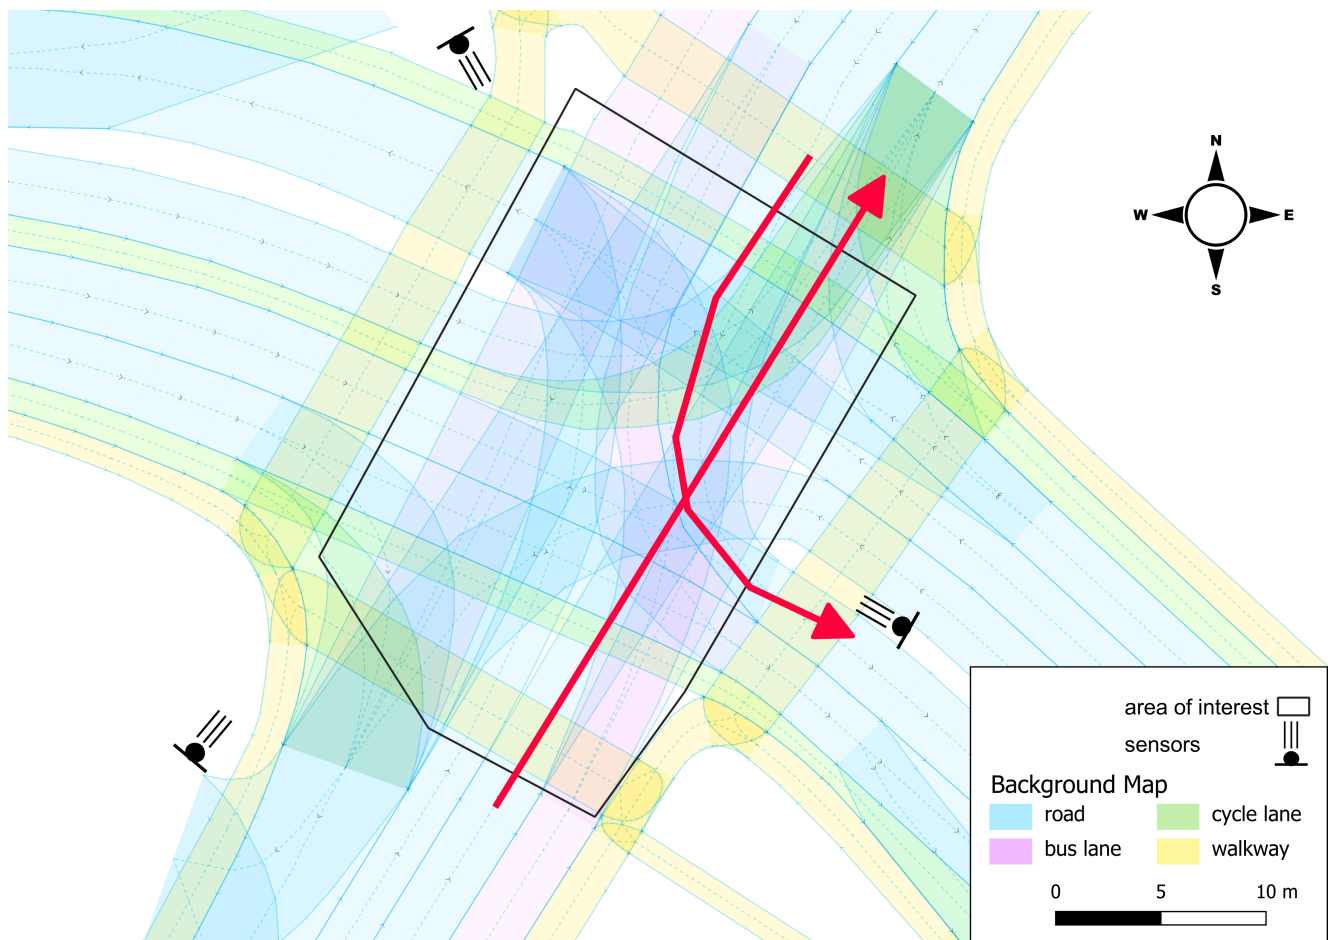 N
W E
S
area of interest
sensors
Background Map
road cycle lane
bus lane walkway
0 5 10 m